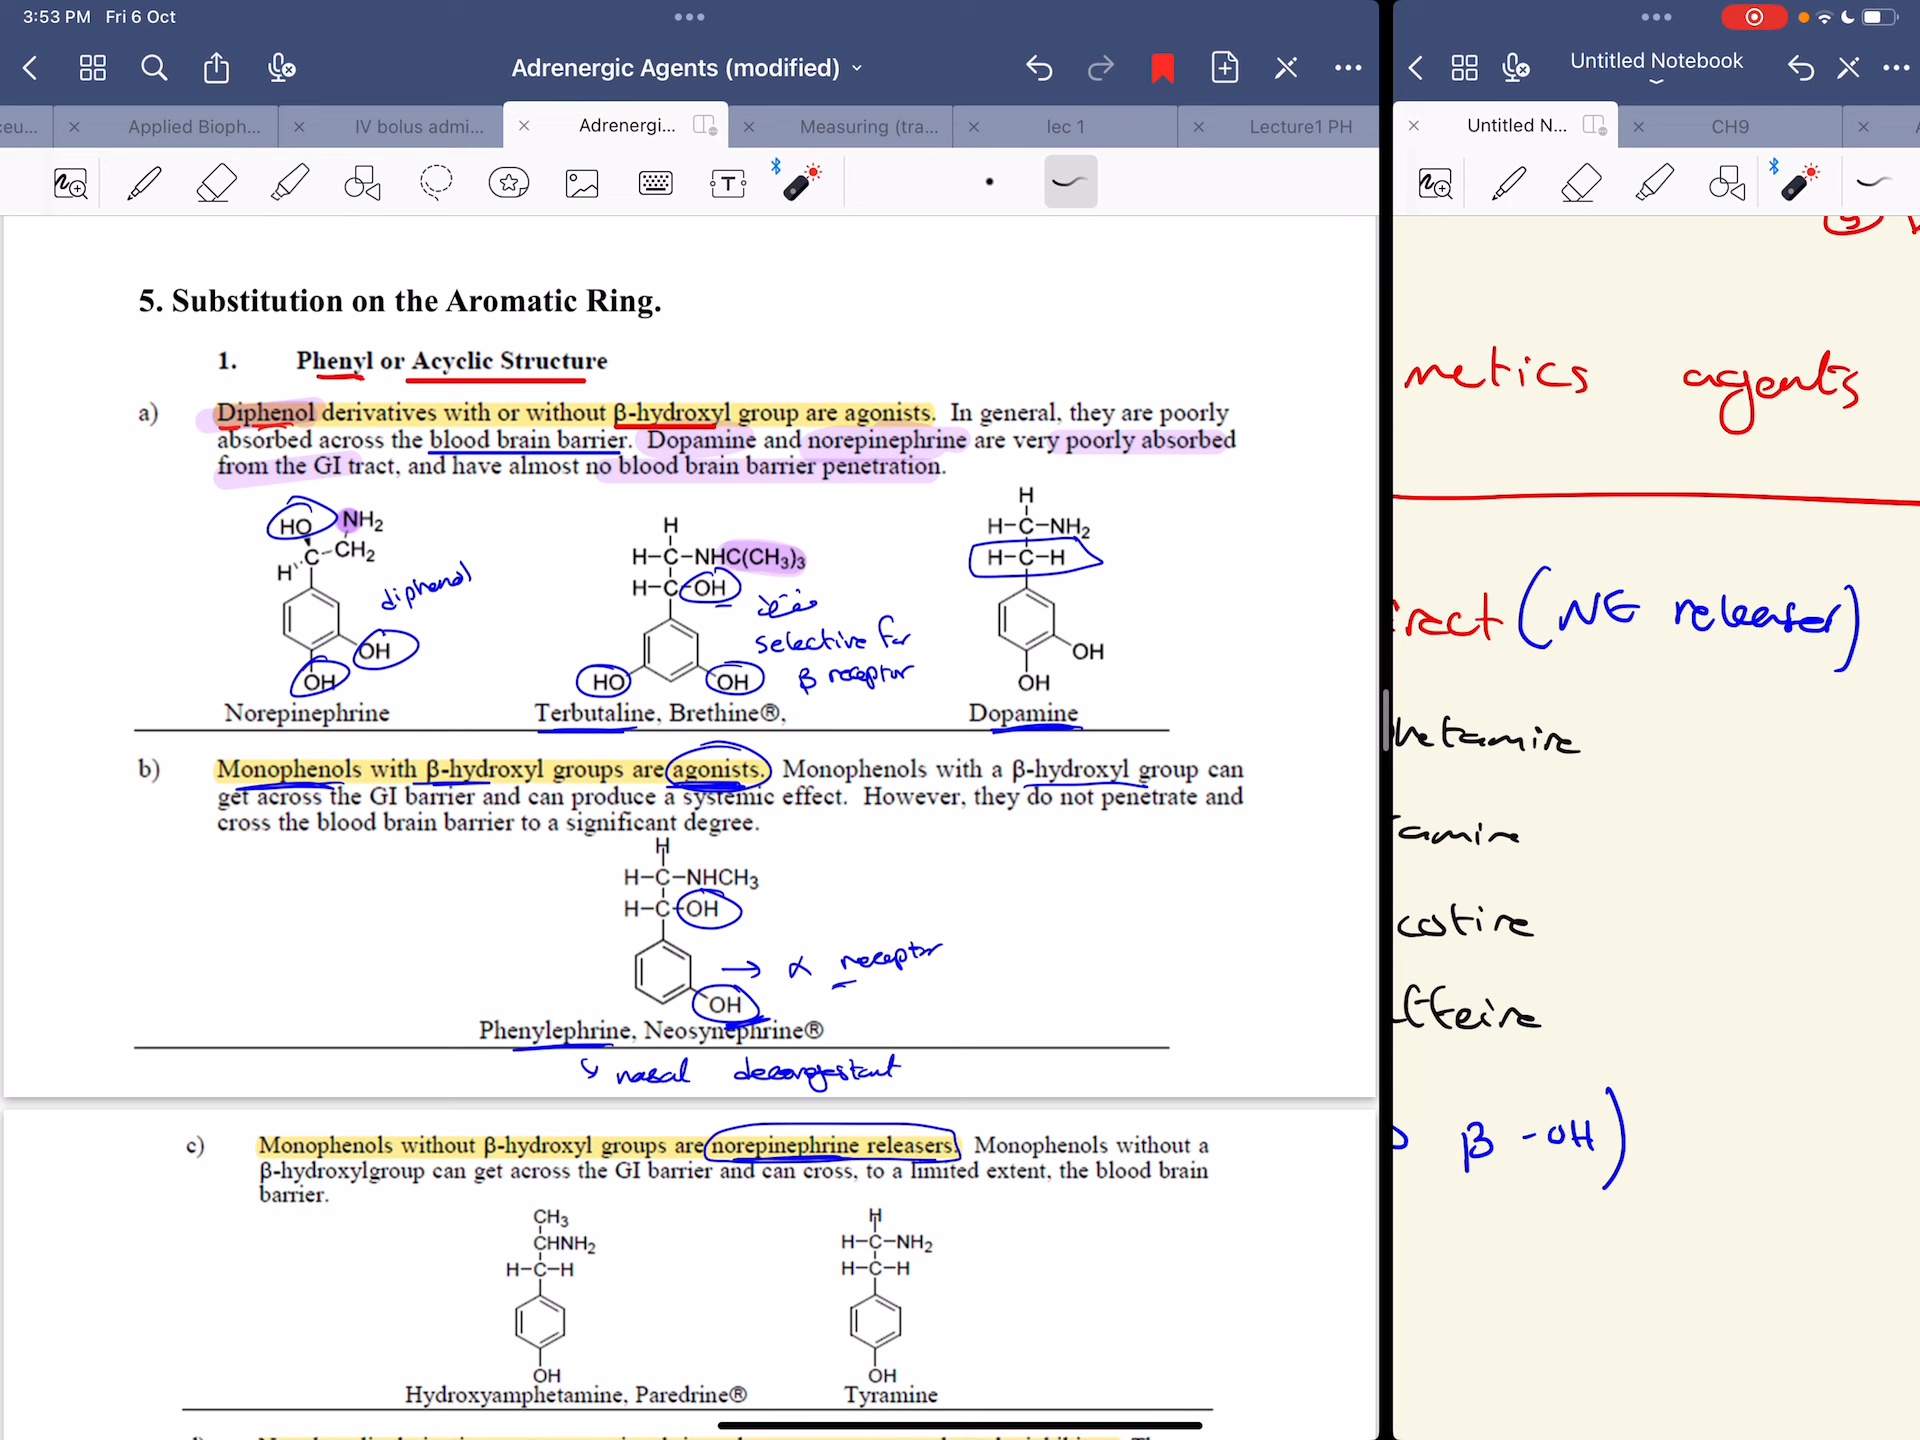 3:53 PM Fri 6 Oct
Adrenergic Agents (modified)
Untitled Notebook
ceu...
Applied Bioph...
IV bolus admi...
Adrenergi...
Measuring (tra...
lec 1
Lecture1 PH
Untitled N...
CH9
5. Substitution on the Aromatic Ring.
1. Phenyl or Acyclic Structure
a) Diphenol derivatives with or without β-hydroxyl group are agonists. In general, they are poorly
absorbed across the blood brain barrier. Dopamine and norepinephrine are very poorly absorbed
from the GI tract, and have almost no blood brain barrier penetration.
HO NH2
C-CH2
H
OH
OH
diphenol
Norepinephrine
H
H-C-NHC(CH3)3
H-C-OH
HO OH
selective for
β receptor
Terbutaline, Brethine®,
H
H-C-NH2
H-C-H
OH
OH
Dopamine
b) Monophenols with β-hydroxyl groups are agonists. Monophenols with a β-hydroxyl group can
get across the GI barrier and can produce a systemic effect. However, they do not penetrate and
cross the blood brain barrier to a significant degree.
H
H-C-NHCH3
H-C-OH
→ α receptor
OH
Phenylephrine, Neosynephrine®
↳ nasal decongestant
c) Monophenols without β-hydroxyl groups are norepinephrine releasers. Monophenols without a
β-hydroxylgroup can get across the GI barrier and can cross, to a limited extent, the blood brain
barrier.
CH3
CHNH2
H-C-H
OH
Hydroxyamphetamine, Paredrine®
H
H-C-NH2
H-C-H
OH
Tyramine
metics agents
irect (NE releaser)
hetamine
amine
cotine
ffeine
β -OH)